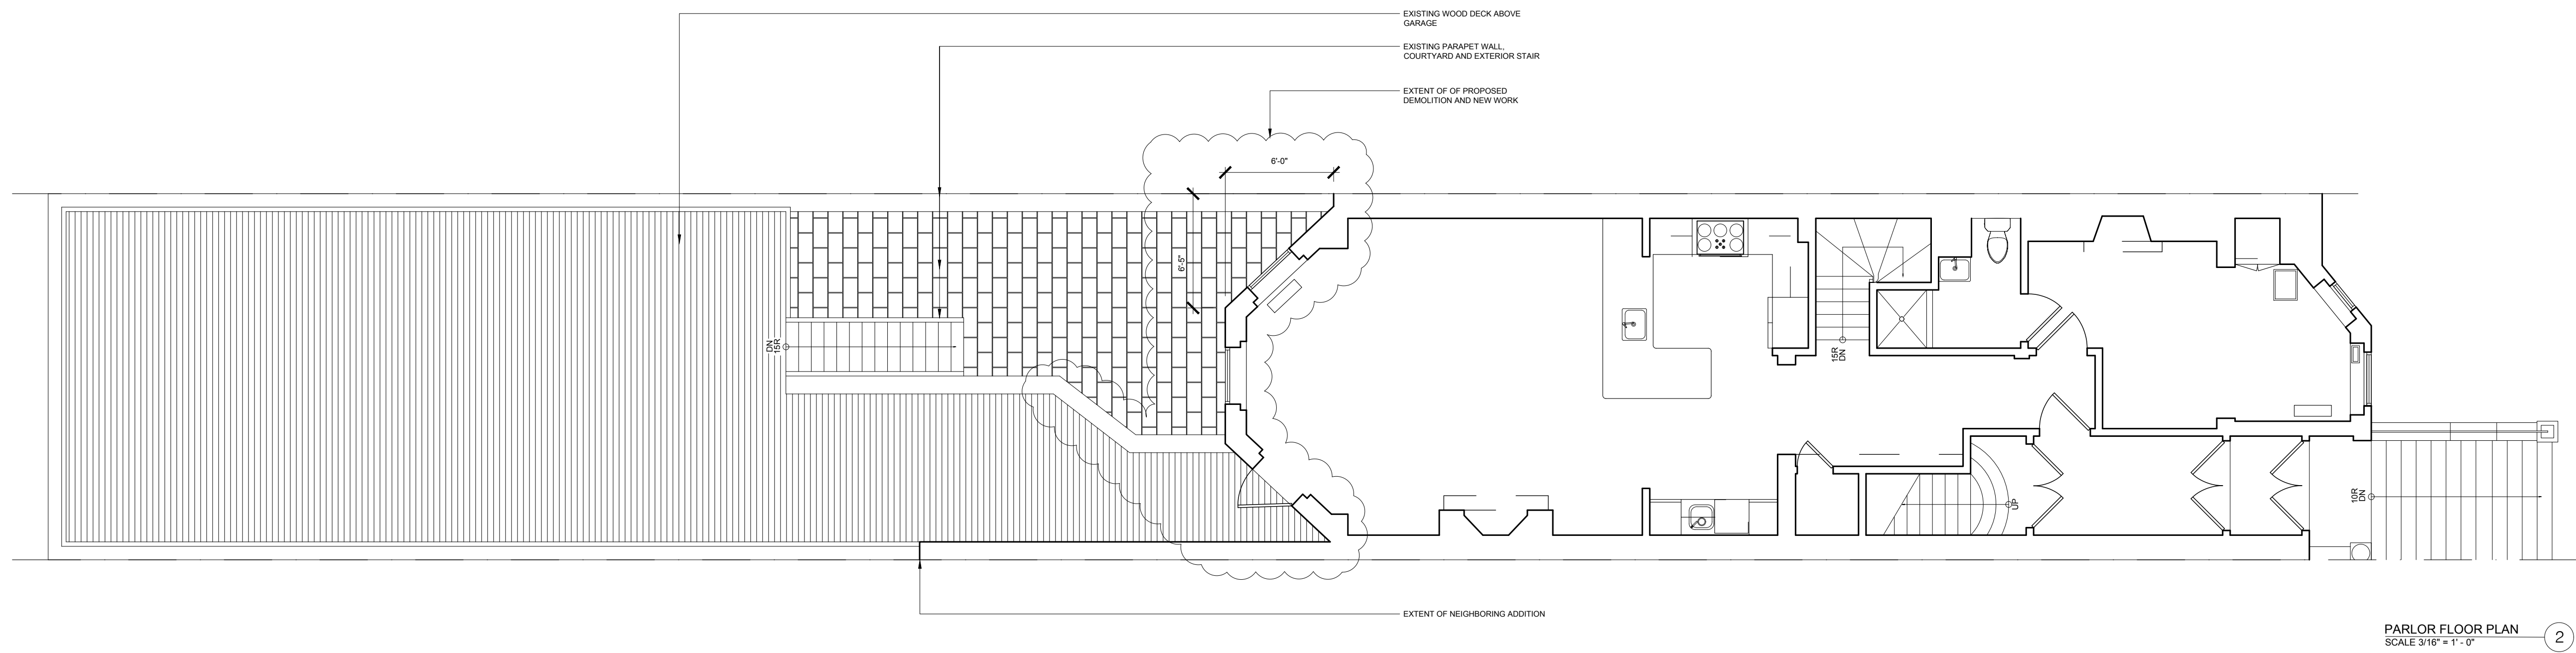 EXISTING WOOD DECK ABOVE
GARAGE
EXISTING PARAPET WALL,
COURTYARD AND EXTERIOR STAIR
EXTENT OF OF PROPOSED
DEMOLITION AND NEW WORK
6'-0"
6'-5"
DN
15R
15R
DN
UP
10R
DN
EXTENT OF NEIGHBORING ADDITION
PARLOR FLOOR PLAN
SCALE 3/16" = 1' - 0"
2